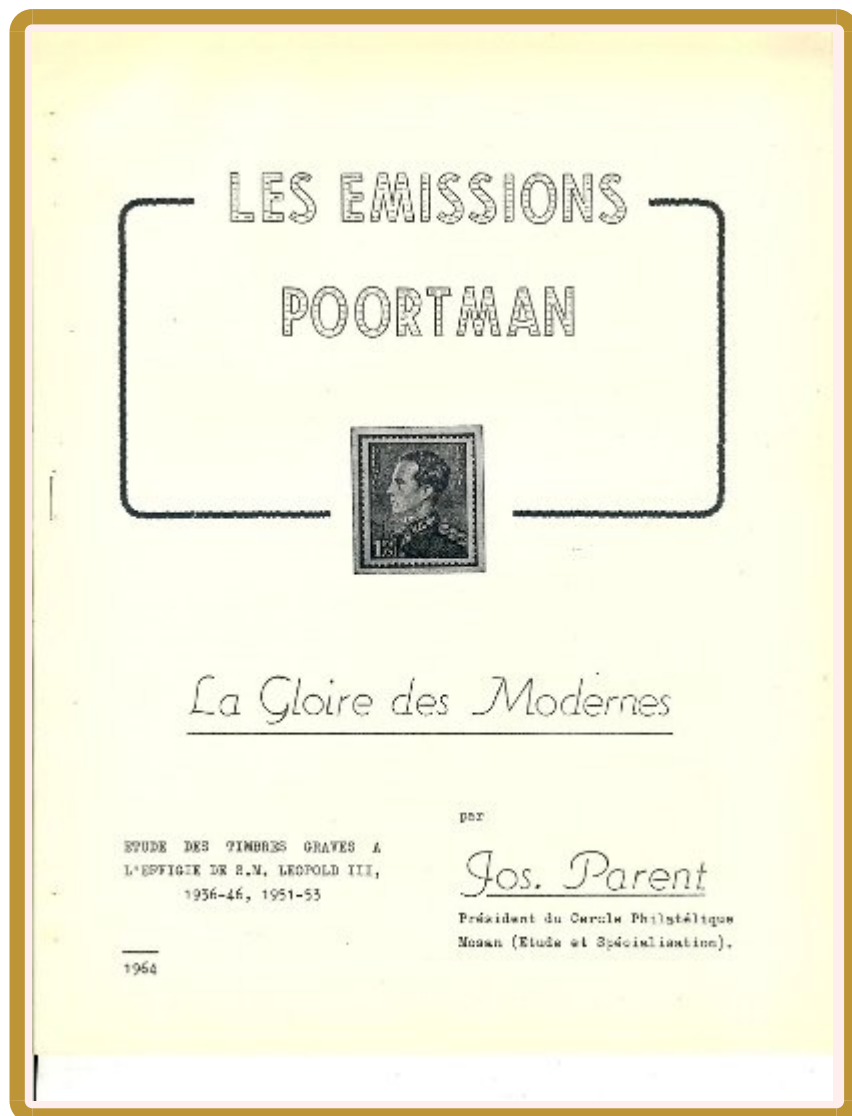 LES EMISSIONS
POORTMAN
La Gloire des Modernes
ETUDE DES TIMBRES GRAVES A
L'EFFIGIE DE S.M. LEOPOLD III,
1936-46, 1951-53
1964
par
Jos. Parent
Président du Cercle Philatélique
Mosan (Etude et Spécialisation).